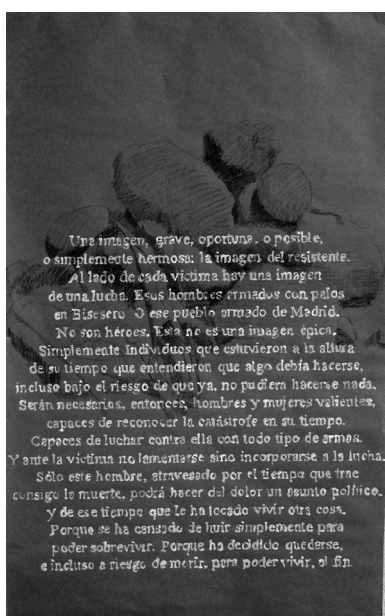 Una imagen, grave, oportuna. o posible,
o simplemente hermosa: la imagen del resistente.
Al lado de cada víctima hay una imagen
de una lucha. Esos hombres armados con palos
en Bisesero O ese pueblo armado de Madrid.
No son héroes. Esta no es una imagen épica.
Simplemente Individuos que estuvieron a la altura
de su tiempo que entendieron que algo debía hacerse,
incluso bajo el riesgo de que ya, no pudiera hacerse nada.
Serán necesarios, entonces, hombres y mujeres valientes,
capaces de reconocer la catástrofe en su tiempo.
Capaces de luchar contra ella con todo tipo de armas.
Y ante la víctima no lamentarse sino incorporarse a la lucha.
Sólo este hombre, atravesado por el tiempo que trae
consigo la muerte, podrá hacer del dolor un asunto político.
y de ese tiempo que le ha tocado vivir otra cosa.
Porque se ha cansado de huir simplemente para
poder sobrevivir. Porque ha decidido quedarse,
e incluso a riesgo de morir, para poder vivir, al fin